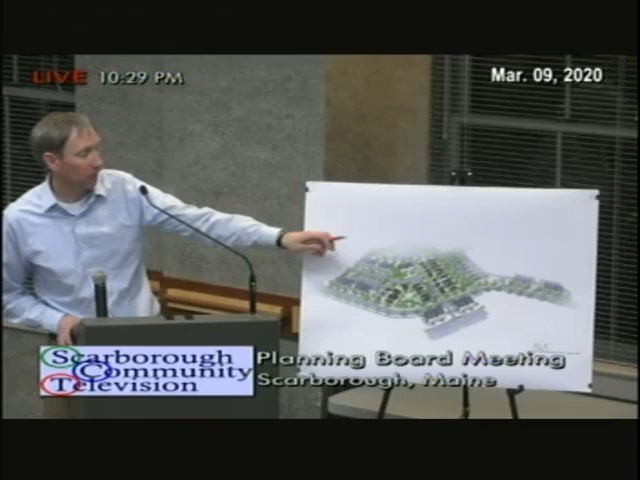 LIVE 10:29 PM
Mar. 09, 2020
Scarborough
Community
Television
Planning Board Meeting
Scarborough, Maine